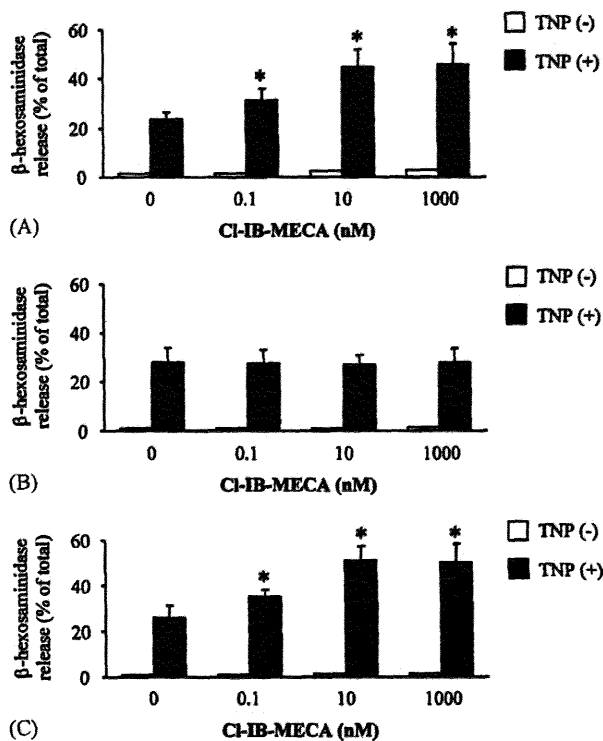 β-hexosaminidase
release (% of total)
60
40
20
0
*
*
*
TNP (-)
TNP (+)
0
0.1
10
1000
(A)
Cl-IB-MECA (nM)
β-hexosaminidase
release (% of total)
60
40
20
0
TNP (-)
TNP (+)
0
0.1
10
1000
(B)
Cl-IB-MECA (nM)
β-hexosaminidase
release (% of total)
60
40
20
0
*
*
*
TNP (-)
TNP (+)
0
0.1
10
1000
(C)
Cl-IB-MECA (nM)